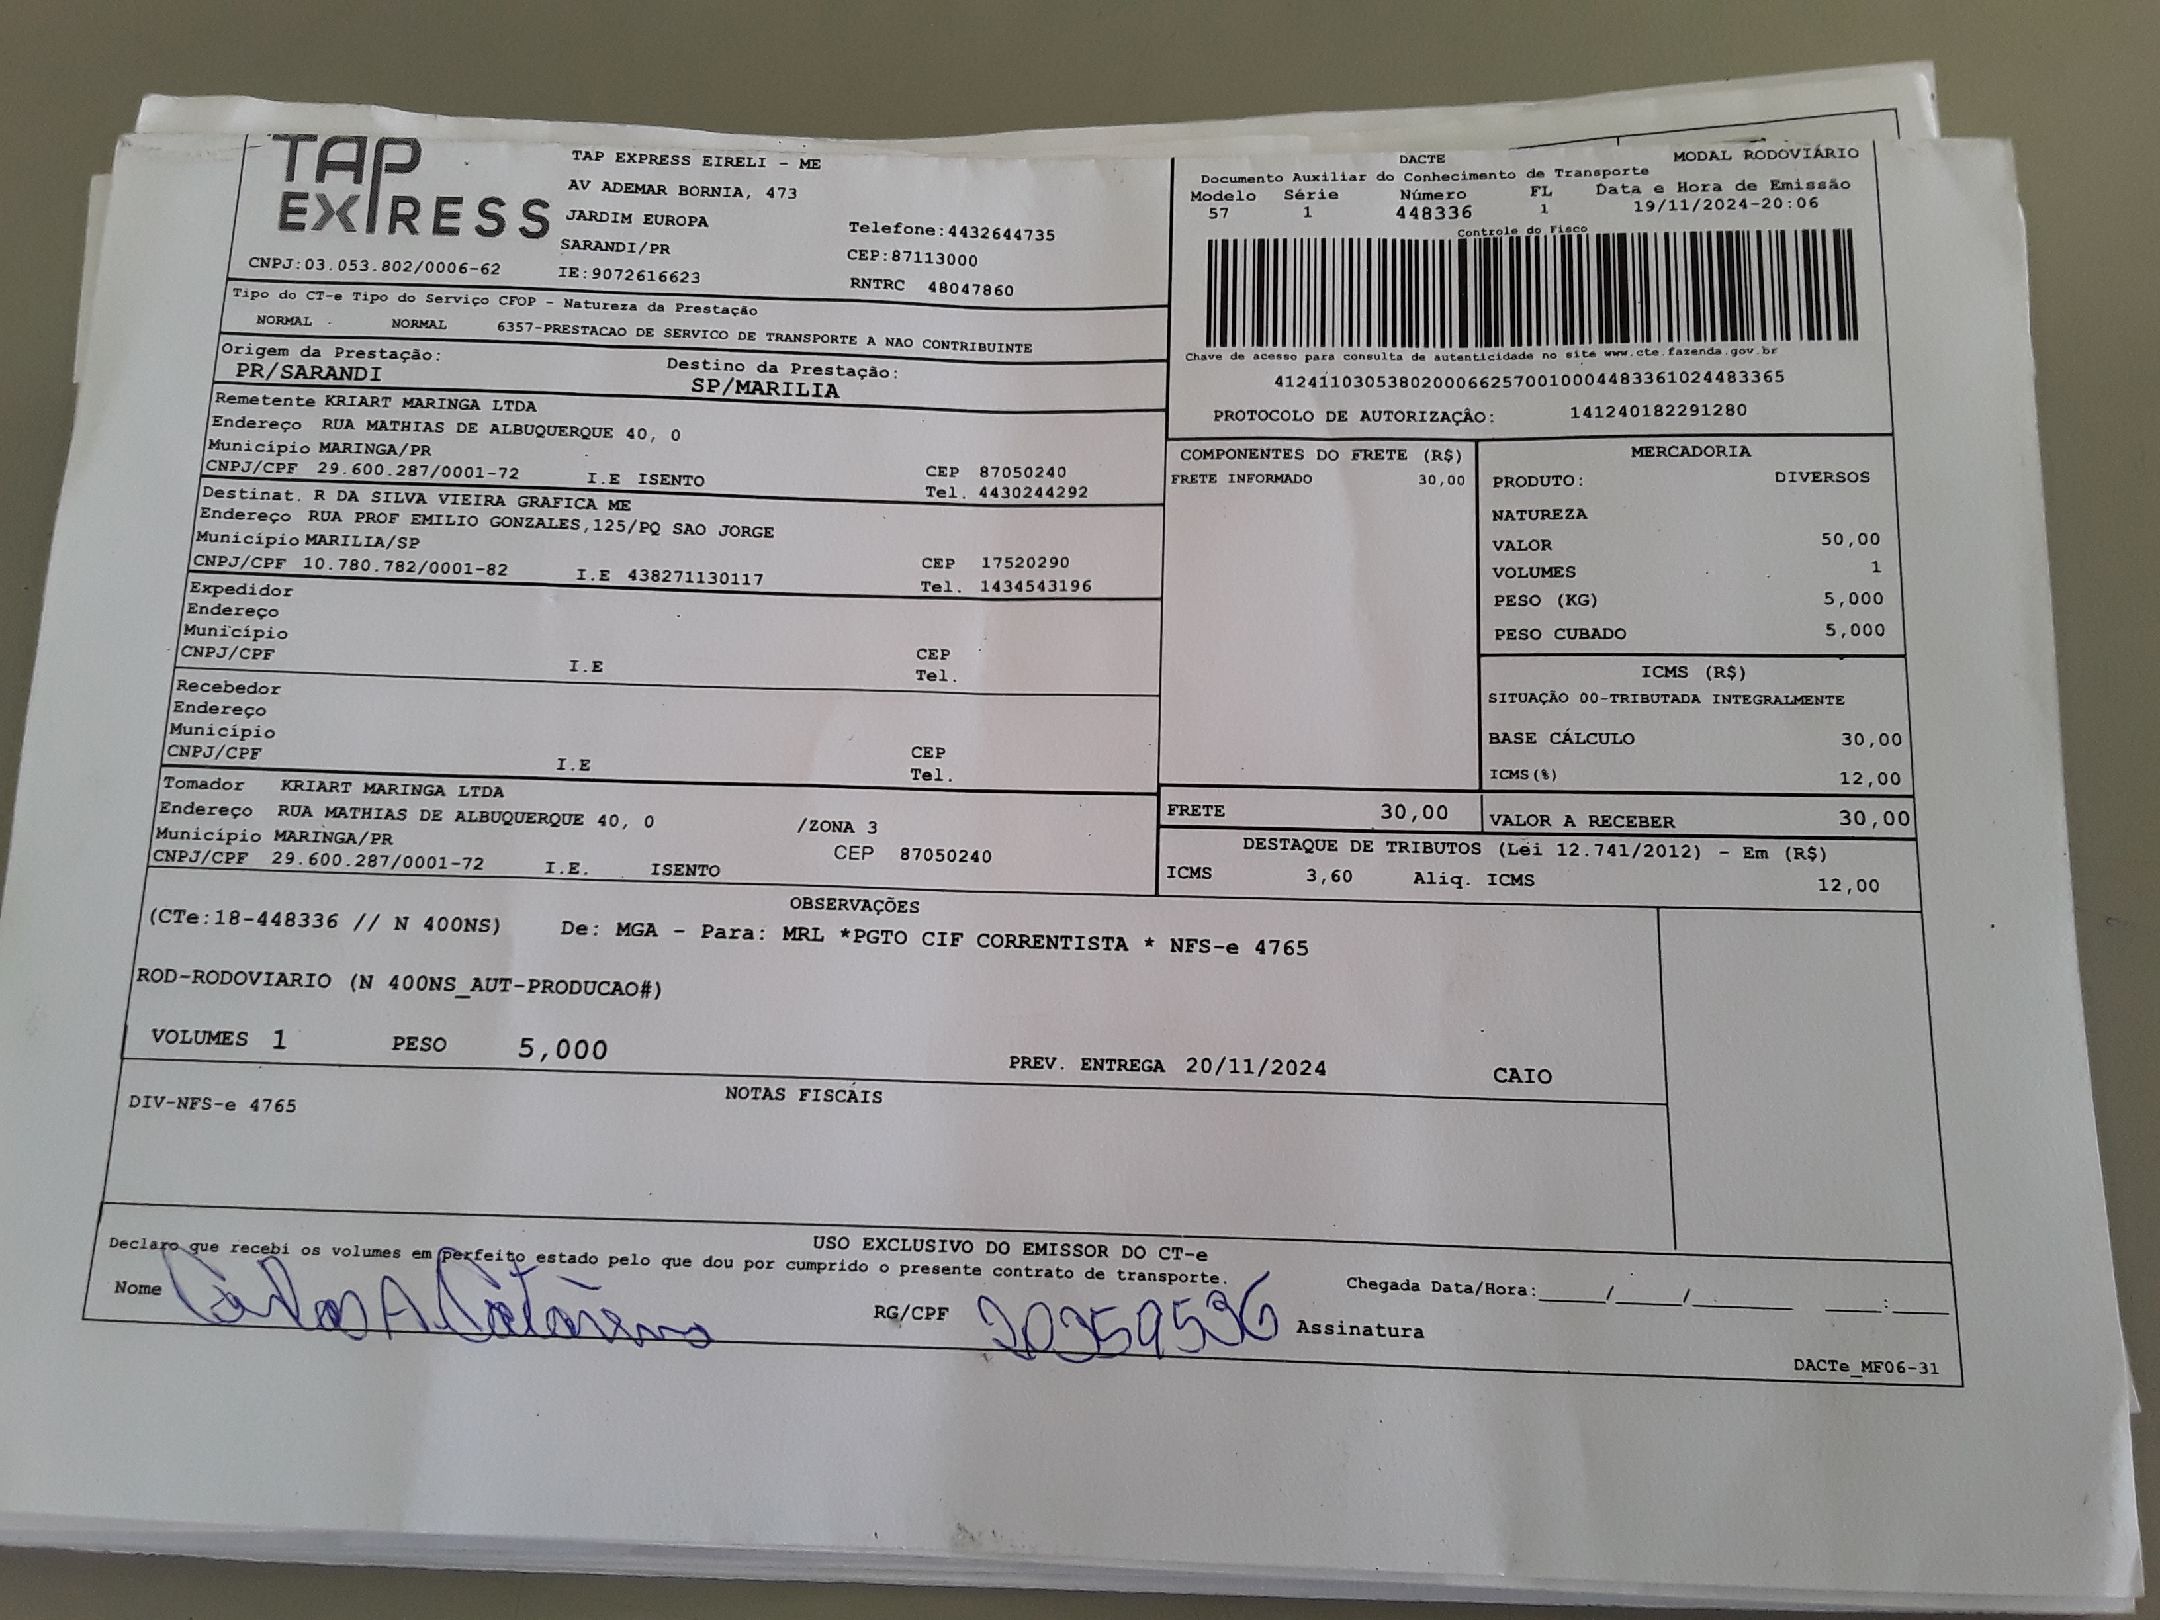 TAP
EXPRESS
TAP EXPRESS EIRELI - ME
AV ADEMAR BORNIA, 473
JARDIM EUROPA
SARANDI/PR
Telefone:4432644735
CEP:87113000
CNPJ:03.053.802/0006-62 IE:9072616623 RNTRC 48047860
Tipo do CT-e Tipo do Serviço CFOP - Natureza da Prestação
NORMAL NORMAL 6357-PRESTACAO DE SERVICO DE TRANSPORTE A NAO CONTRIBUINTE
Origem da Prestação: Destino da Prestação:
PR/SARANDI SP/MARILIA
Remetente KRIART MARINGA LTDA
Endereço RUA MATHIAS DE ALBUQUERQUE 40, 0
Município MARINGA/PR CEP 87050240
CNPJ/CPF 29.600.287/0001-72 I.E ISENTO Tel. 4430244292
Destinat. R DA SILVA VIEIRA GRAFICA ME
Endereço RUA PROF EMILIO GONZALES,125/PQ SAO JORGE
Município MARILIA/SP CEP 17520290
CNPJ/CPF 10.780.782/0001-82 I.E 438271130117 Tel. 1434543196
Expedidor
Endereço
Município CEP
CNPJ/CPF I.E Tel.
Recebedor
Endereço
Município CEP
CNPJ/CPF I.E Tel.
Tomador KRIART MARINGA LTDA
Endereço RUA MATHIAS DE ALBUQUERQUE 40, 0 /ZONA 3
Município MARINGA/PR CEP 87050240
CNPJ/CPF 29.600.287/0001-72 I.E. ISENTO
DACTE MODAL RODOVIÁRIO
Documento Auxiliar do Conhecimento de Transporte
Modelo Série Número FL Data e Hora de Emissão
57 1 448336 1 19/11/2024-20:06
Controle do Fisco
Chave de acesso para consulta de autenticidade no site www.cte.fazenda.gov.br
41241103053802000662570010004483361024483365
PROTOCOLO DE AUTORIZAÇÂO: 141240182291280
COMPONENTES DO FRETE (R$)
FRETE INFORMADO 30,00
MERCADORIA
PRODUTO: DIVERSOS
NATUREZA
VALOR 50,00
VOLUMES 1
PESO (KG) 5,000
PESO CUBADO 5,000
ICMS (R$)
SITUAÇÃO 00-TRIBUTADA INTEGRALMENTE
BASE CÁLCULO 30,00
ICMS(%) 12,00
FRETE 30,00 VALOR A RECEBER 30,00
DESTAQUE DE TRIBUTOS (Lei 12.741/2012) - Em (R$)
ICMS 3,60 Aliq. ICMS 12,00
OBSERVAÇÕES
(CTe:18-448336 // N 400NS) De: MGA - Para: MRL *PGTO CIF CORRENTISTA * NFS-e 4765
ROD-RODOVIARIO (N 400NS_AUT-PRODUCAO#)
VOLUMES 1 PESO 5,000 PREV. ENTREGA 20/11/2024 CAIO
NOTAS FISCAIS
DIV-NFS-e 4765
USO EXCLUSIVO DO EMISSOR DO CT-e
Declaro que recebi os volumes em perfeito estado pelo que dou por cumprido o presente contrato de transporte.
Chegada Data/Hora:____/____/______ ___:___
Nome Carlos A. RG/CPF 20359536 Assinatura
DACTe_MF06-31